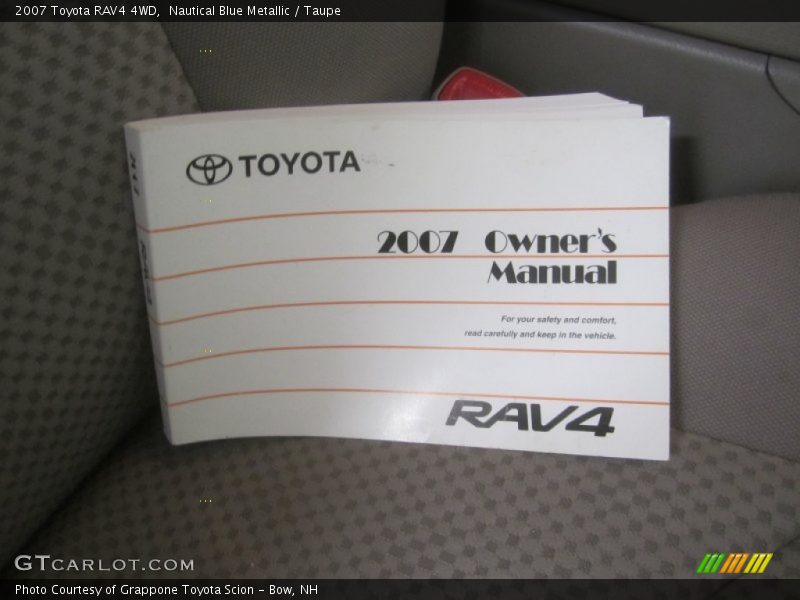 2007 Toyota RAV4 4WD,  Nautical Blue Metallic / Taupe
TOYOTA
2007 Owner's
Manual
For your safety and comfort,
read carefully and keep in the vehicle.
RAV4
GTCARLOT.COM
Photo Courtesy of Grappone Toyota Scion - Bow, NH